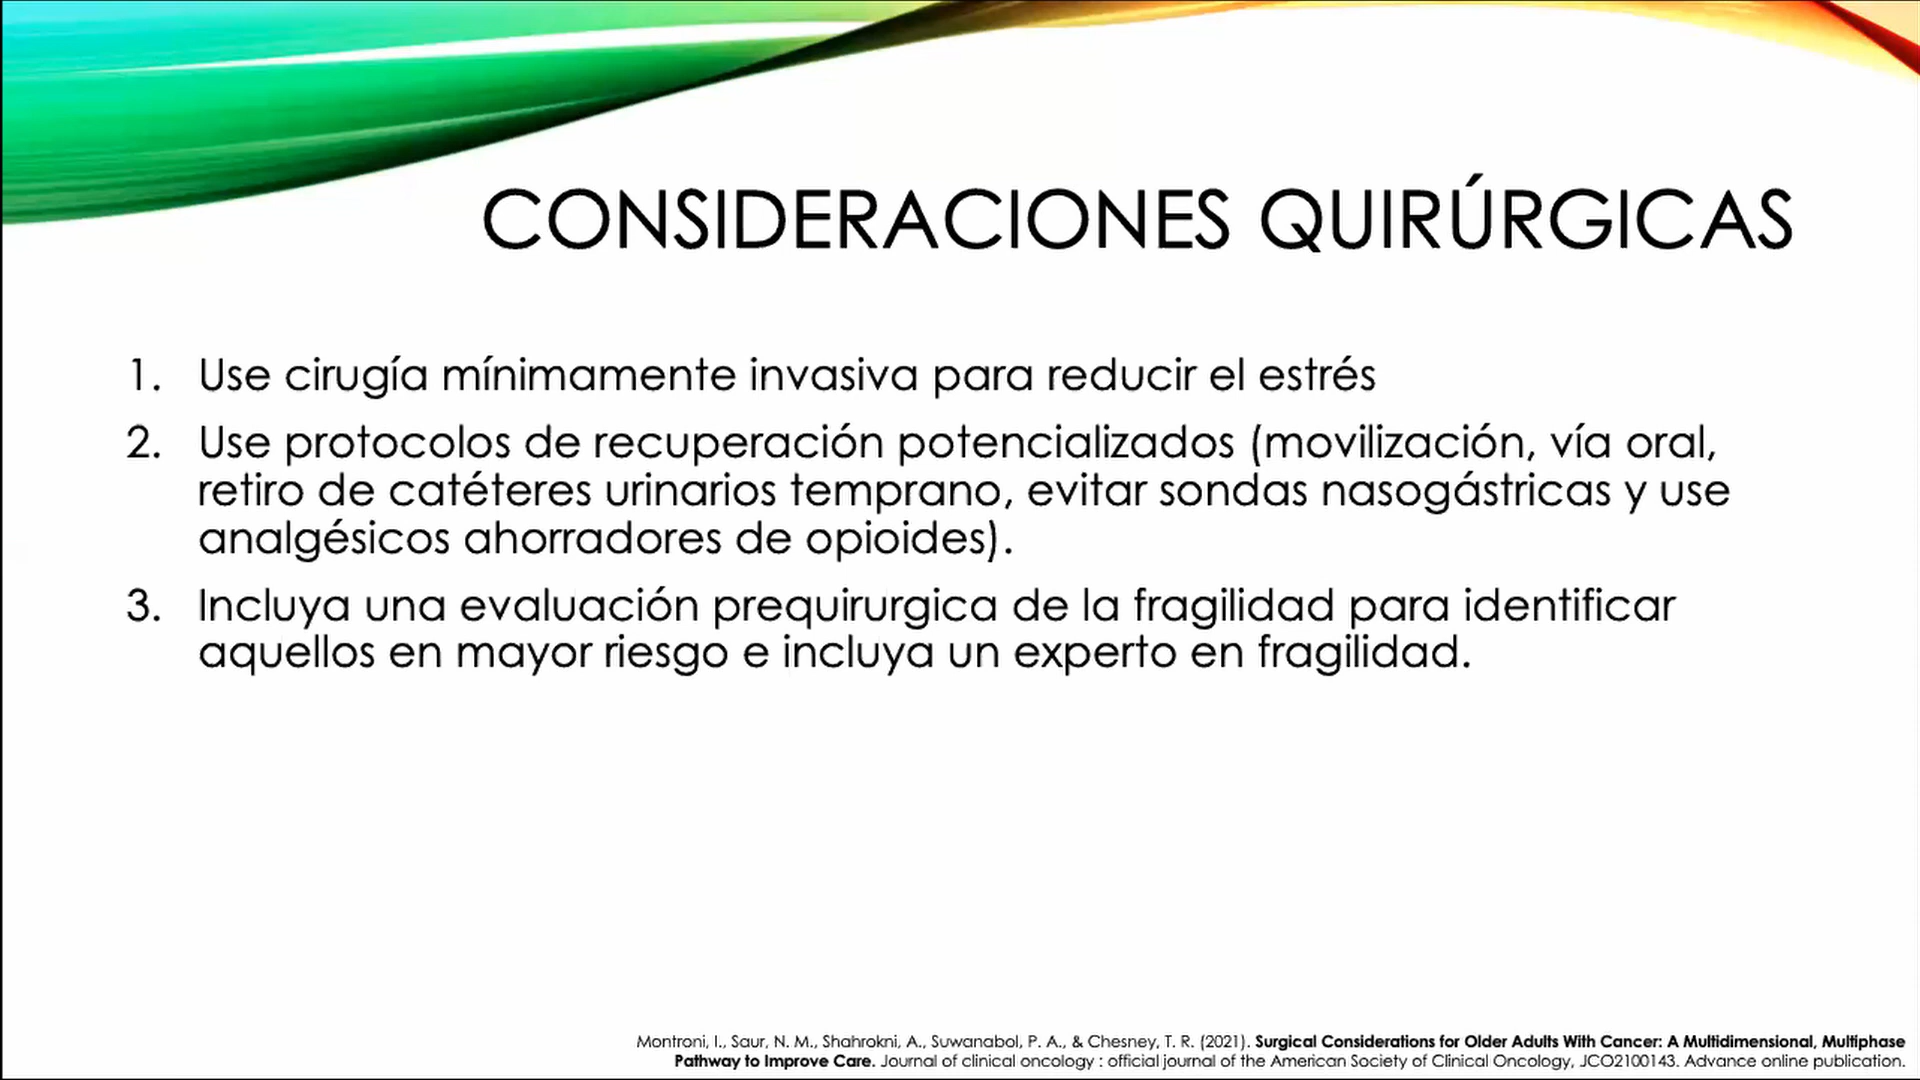 CONSIDERACIONES QUIRÚRGICAS
1. Use cirugía mínimamente invasiva para reducir el estrés
2. Use protocolos de recuperación potencializados (movilización, vía oral,
retiro de catéteres urinarios temprano, evitar sondas nasogástricas y use
analgésicos ahorradores de opioides).
3. Incluya una evaluación prequirurgica de la fragilidad para identificar
aquellos en mayor riesgo e incluya un experto en fragilidad.
Montroni, I., Saur, N. M., Shahrokni, A., Suwanabol, P. A., & Chesney, T. R. (2021). Surgical Considerations for Older Adults With Cancer: A Multidimensional, Multiphase
Pathway to Improve Care. Journal of clinical oncology : official journal of the American Society of Clinical Oncology, JCO2100143. Advance online publication.